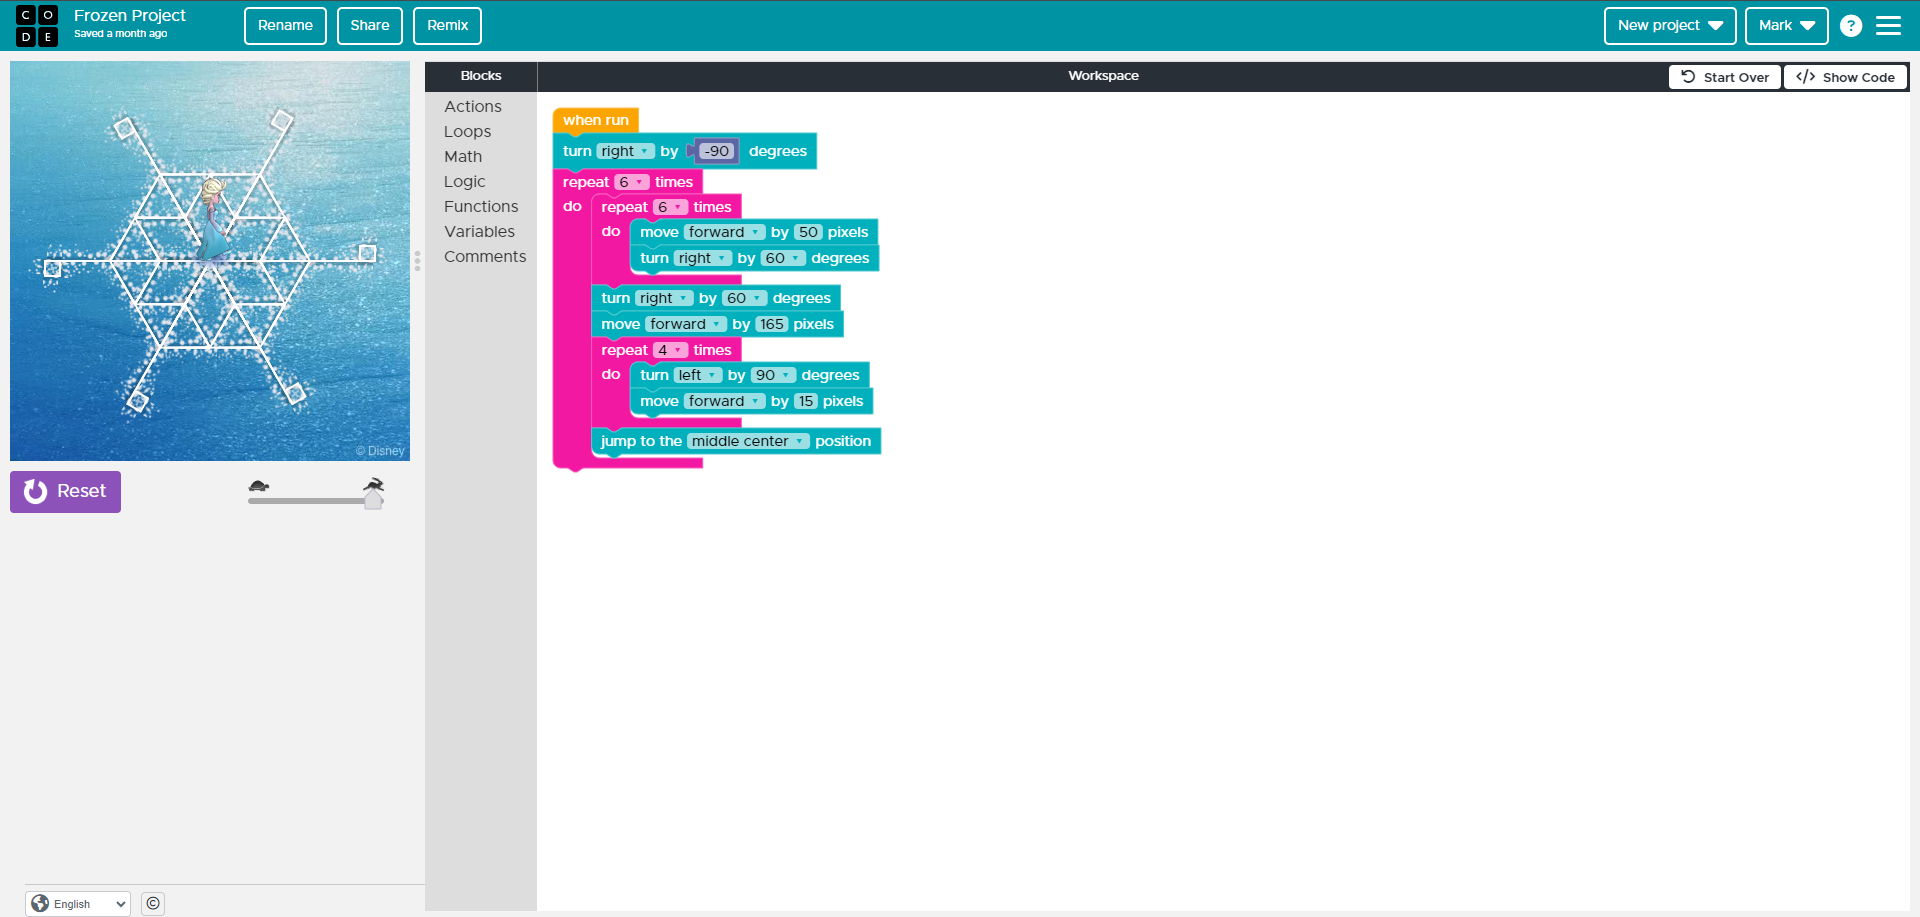 C O
D E
Frozen Project
Saved a month ago
Rename
Share
Remix
New project
Mark
?
Blocks
Workspace
Start Over
</> Show Code
Actions
Loops
Math
Logic
Functions
Variables
Comments
when run
turn right by -90 degrees
repeat 6 times
do repeat 6 times
do move forward by 50 pixels
turn right by 60 degrees
turn right by 60 degrees
move forward by 165 pixels
repeat 4 times
do turn left by 90 degrees
move forward by 15 pixels
jump to the middle center position
© Disney
Reset
English
©